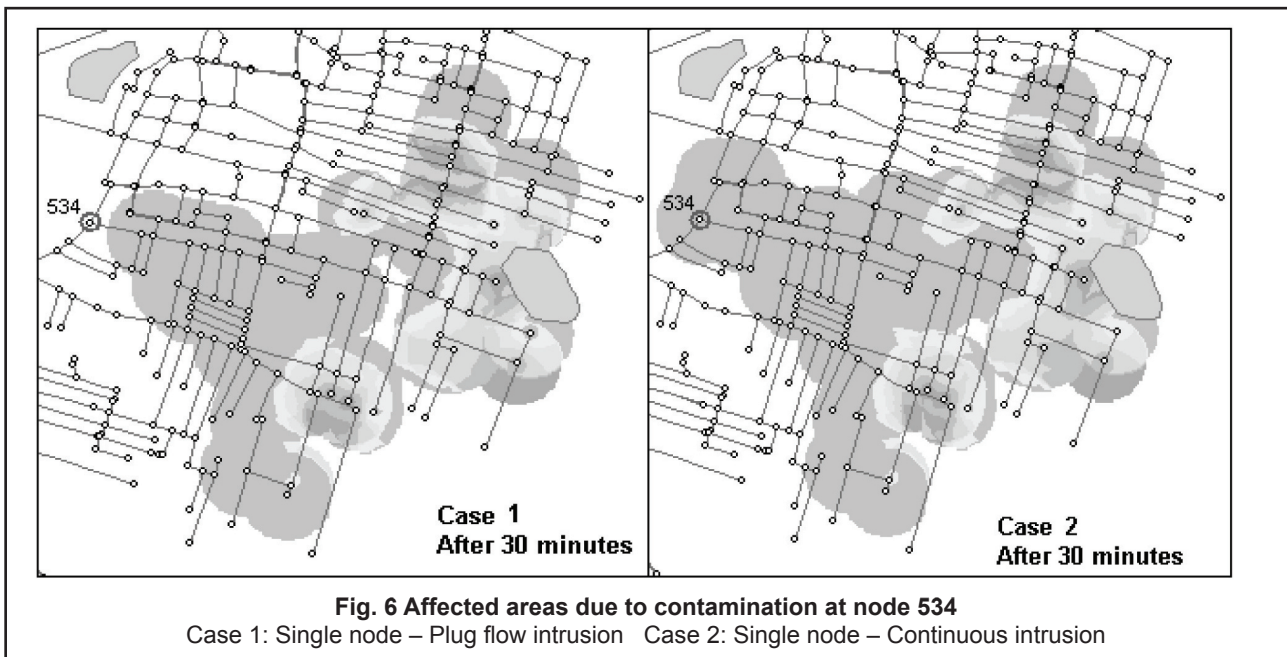 534
Case 1
After 30 minutes
534
Case 2
After 30 minutes
Fig. 6 Affected areas due to contamination at node 534
Case 1: Single node – Plug flow intrusion Case 2: Single node – Continuous intrusion